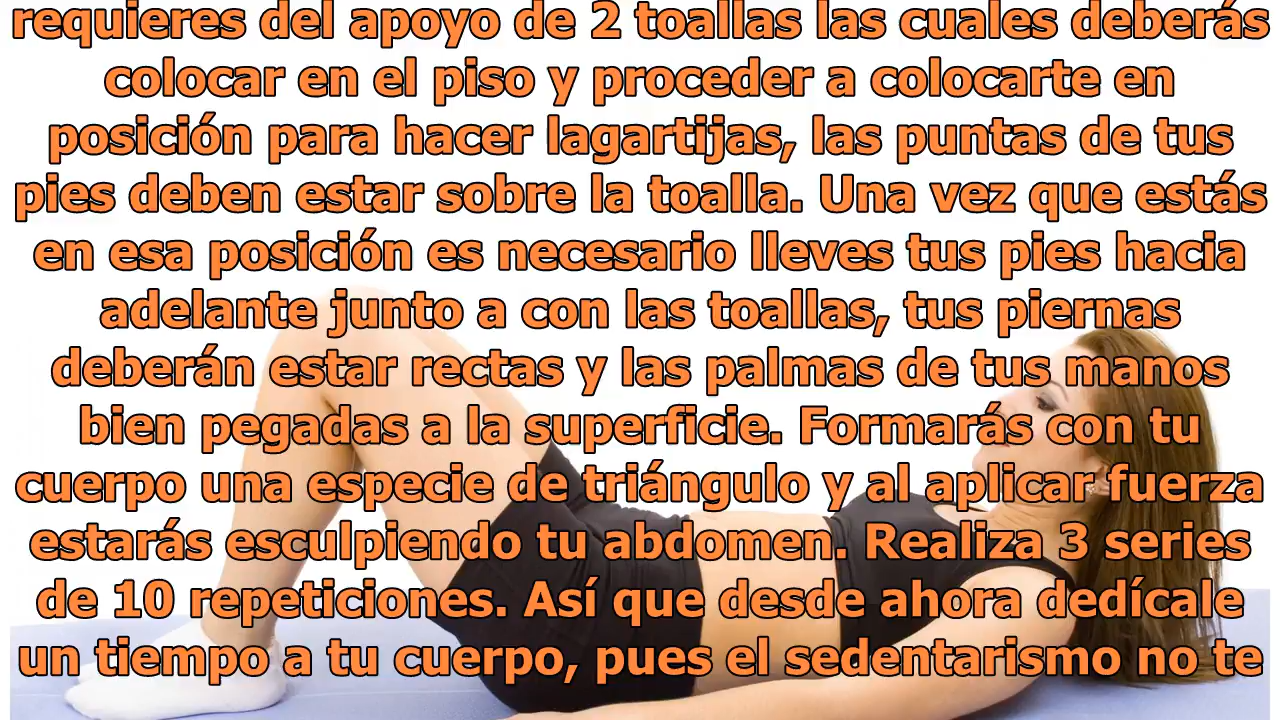 requieres del apoyo de 2 toallas las cuales deberás
colocar en el piso y proceder a colocarte en
posición para hacer lagartijas, las puntas de tus
pies deben estar sobre la toalla. Una vez que estás
en esa posición es necesario lleves tus pies hacia
adelante junto a con las toallas, tus piernas
deberán estar rectas y las palmas de tus manos
bien pegadas a la superficie. Formarás con tu
cuerpo una especie de triángulo y al aplicar fuerza
estarás esculpiendo tu abdomen. Realiza 3 series
de 10 repeticiones. Así que desde ahora dedícale
un tiempo a tu cuerpo, pues el sedentarismo no te